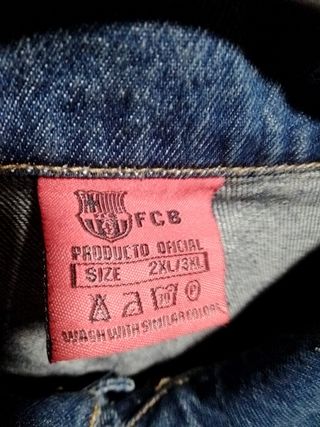 FCB
PRODUCTO OFICIAL
SIZE 2XL/3XL
P
WASH WITH SIMILAR COLORS